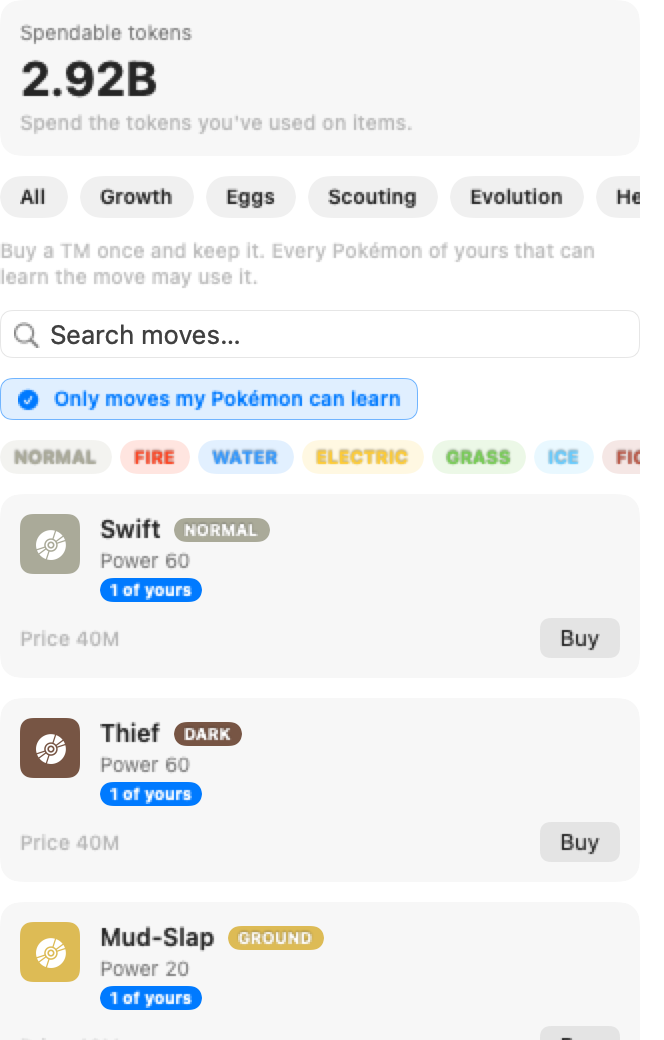 Spendable tokens
2.92B
Spend the tokens you've used on items.
All Growth Eggs Scouting Evolution He
Buy a TM once and keep it. Every Pokémon of yours that can
learn the move may use it.
Search moves...
Only moves my Pokémon can learn
NORMAL FIRE WATER ELECTRIC GRASS ICE FIG
Swift NORMAL
Power 60
1 of yours
Price 40M Buy
Thief DARK
Power 60
1 of yours
Price 40M Buy
Mud-Slap GROUND
Power 20
1 of yours